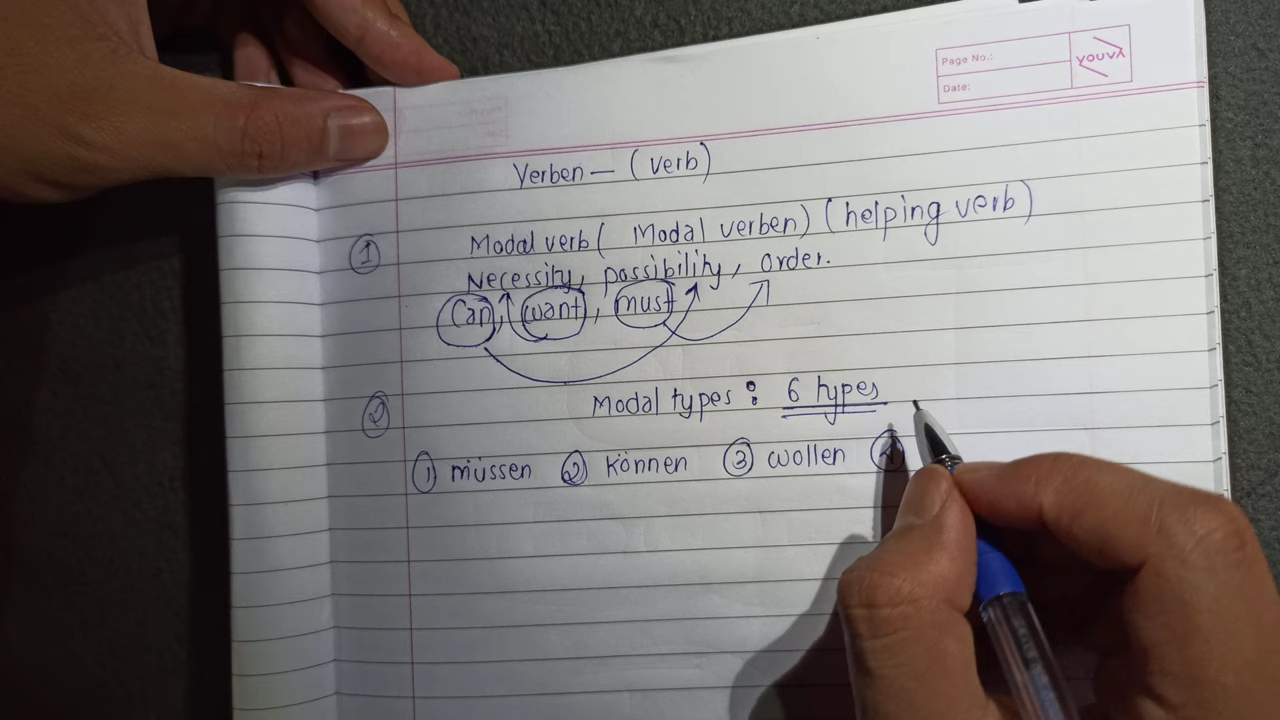 Page No.:
Date:
YOUVA
Verben — (verb)
① Modal verb ( Modal verben) (helping verb)
Necessity, possibility, order.
Can, want, must
② Modal types : 6 types
① müssen ② können ③ wollen ④